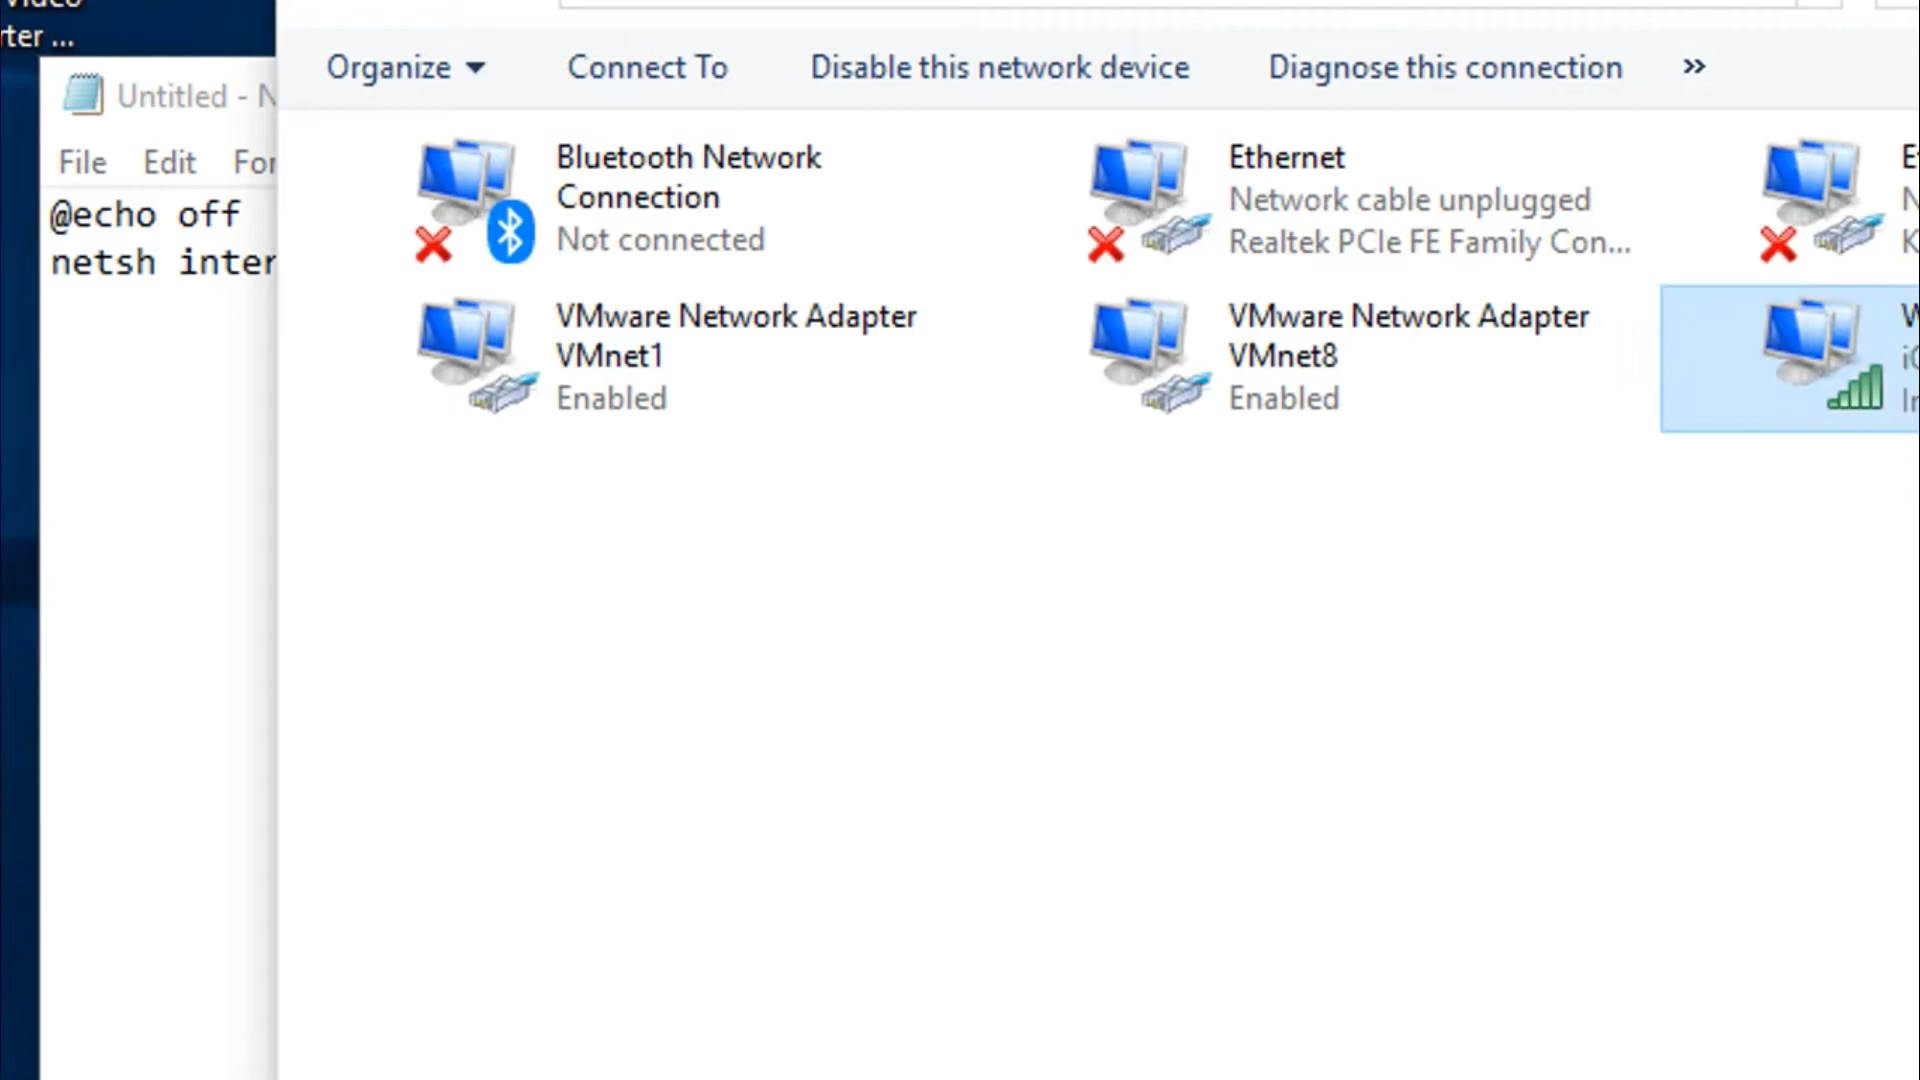 rter ...
Untitled -
File Edit
@echo off
netsh
Organize Connect To Disable this network device Diagnose this connection »
Bluetooth Network
Connection
Not connected
Ethernet
Network cable unplugged
Realtek PCIe FE Family Con...
VMware Network Adapter
VMnet1
Enabled
VMware Network Adapter
VMnet8
Enabled